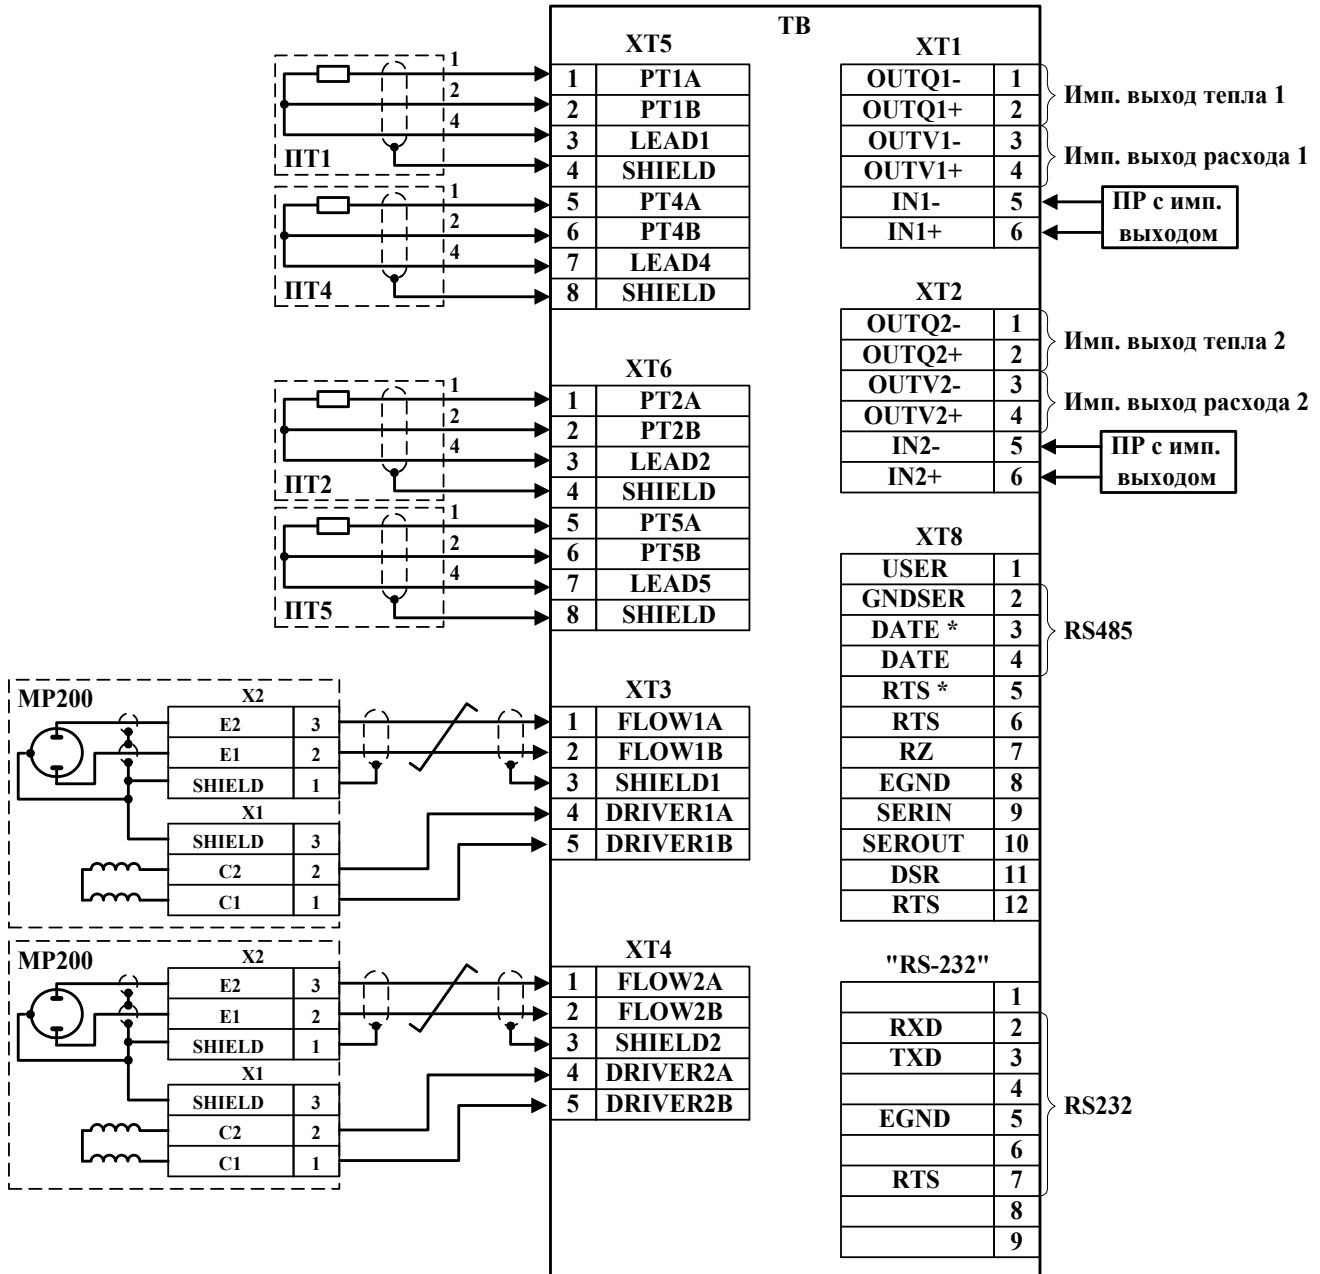 ТВ
XT5
1 PT1A
2 PT1B
3 LEAD1
4 SHIELD
5 PT4A
6 PT4B
7 LEAD4
8 SHIELD
1
2
4
ПТ1
1
2
4
ПТ4
XT6
1 PT2A
2 PT2B
3 LEAD2
4 SHIELD
5 PT5A
6 PT5B
7 LEAD5
8 SHIELD
1
2
4
ПТ2
1
2
4
ПТ5
МР200
X2
E2 3
E1 2
SHIELD 1
X1
SHIELD 3
C2 2
C1 1
XT3
1 FLOW1A
2 FLOW1B
3 SHIELD1
4 DRIVER1A
5 DRIVER1B
МР200
X2
E2 3
E1 2
SHIELD 1
X1
SHIELD 3
C2 2
C1 1
XT4
1 FLOW2A
2 FLOW2B
3 SHIELD2
4 DRIVER2A
5 DRIVER2B
XT1
OUTQ1- 1
OUTQ1+ 2
OUTV1- 3
OUTV1+ 4
IN1- 5
IN1+ 6
Имп. выход тепла 1
Имп. выход расхода 1
ПР с имп.
выходом
XT2
OUTQ2- 1
OUTQ2+ 2
OUTV2- 3
OUTV2+ 4
IN2- 5
IN2+ 6
Имп. выход тепла 2
Имп. выход расхода 2
ПР с имп.
выходом
XT8
USER 1
GNDSER 2
DATE * 3
DATE 4
RTS * 5
RTS 6
RZ 7
EGND 8
SERIN 9
SEROUT 10
DSR 11
RTS 12
RS485
"RS-232"
1
RXD 2
TXD 3
4
EGND 5
6
RTS 7
8
9
RS232